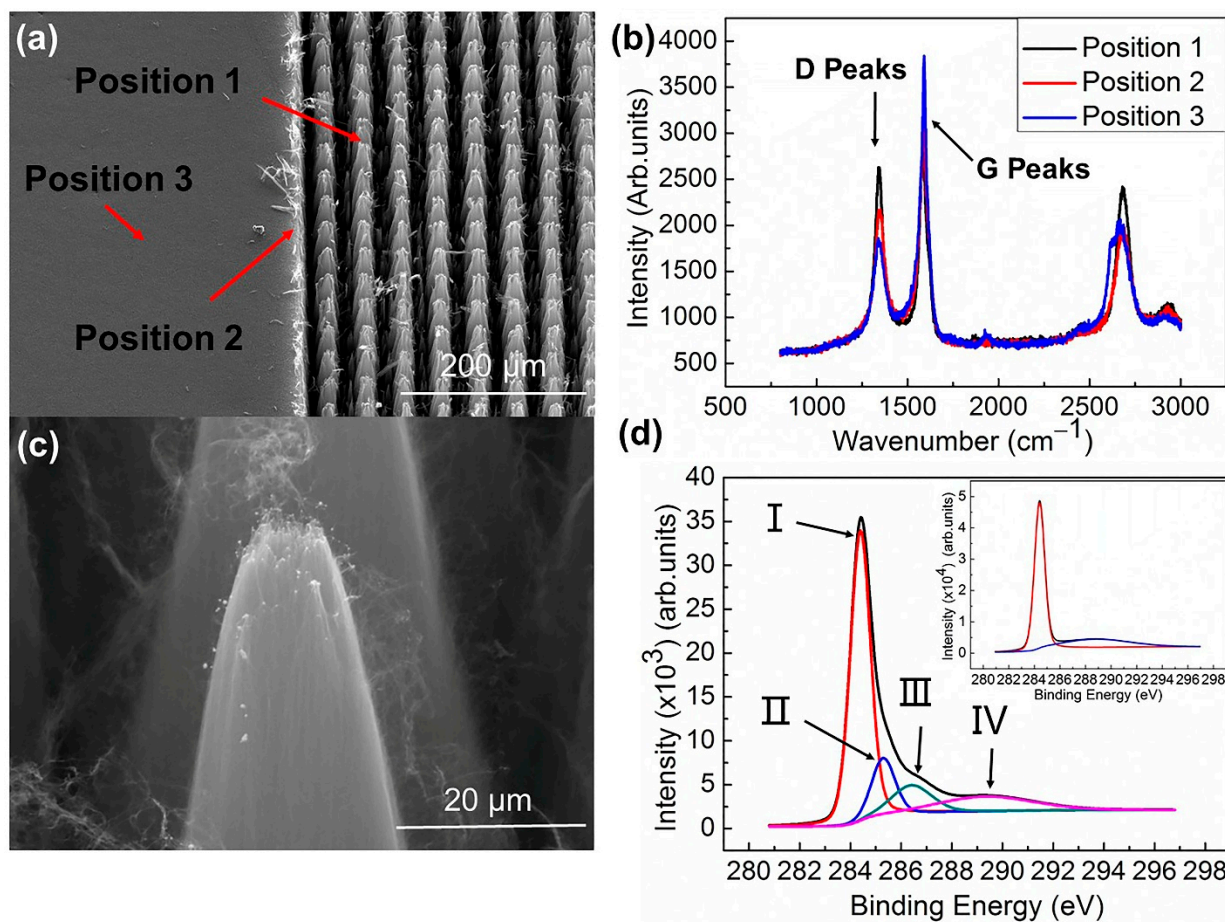 (a)
Position 1
Position 3
Position 2
200 μm
(b)
Position 1
Position 2
Position 3
D Peaks
G Peaks
4000
3500
3000
2500
2000
1500
1000
500
Intensity (Arb.units)
500 1000 1500 2000 2500 3000
Wavenumber (cm⁻¹)
(c)
20 μm
(d)
40
35
30
25
20
15
10
5
0
Intensity (x10³) (arb.units)
I
II
III
IV
280 282 284 286 288 290 292 294 296 298
Binding Energy (eV)
5
4
3
2
1
0
Intensity (x10⁴) (arb.units)
280 282 284 286 288 290 292 294 296 298
Binding Energy (eV)